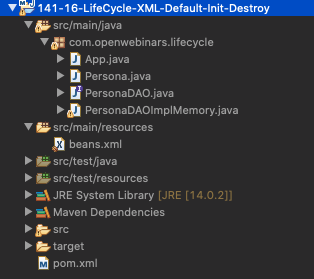 141-16-LifeCycle-XML-Default-Init-Destroy
src/main/java
com.openwebinars.lifecycle
App.java
Persona.java
PersonaDAO.java
PersonaDAOImplMemory.java
src/main/resources
beans.xml
src/test/java
src/test/resources
JRE System Library [JRE [14.0.2]]
Maven Dependencies
src
target
pom.xml